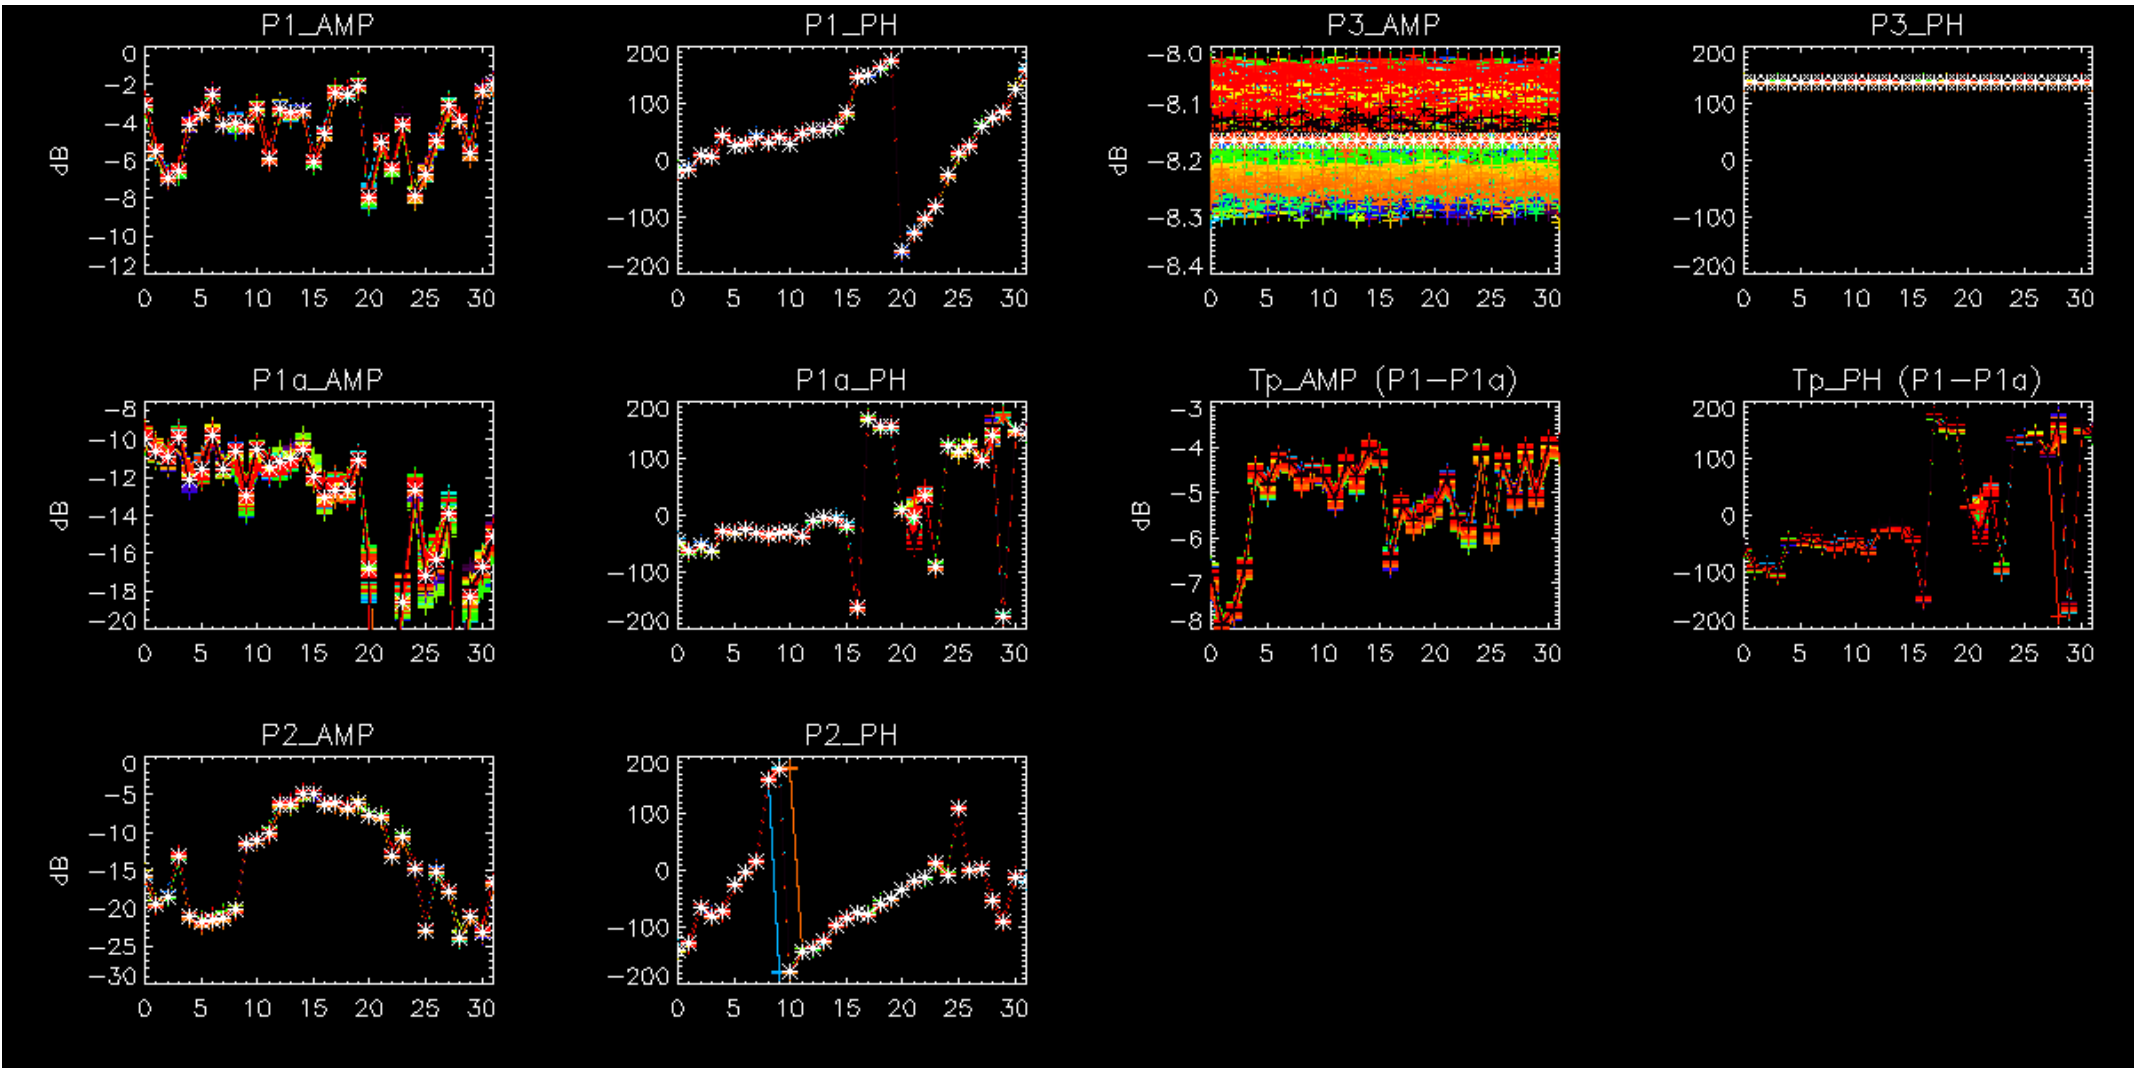 P1_AMP
P1_PH
P3_AMP
P3_PH
0
−2
−4
−6
−8
−10
−12
dB
0 5 10 15 20 25 30
200
100
0
−100
−200
0 5 10 15 20 25 30
−8.0
−8.1
−8.2
−8.3
−8.4
dB
0 5 10 15 20 25 30
200
100
0
−100
−200
0 5 10 15 20 25 30
P1a_AMP
P1a_PH
Tp_AMP (P1−P1a)
Tp_PH (P1−P1a)
−8
−10
−12
−14
−16
−18
−20
dB
0 5 10 15 20 25 30
200
100
0
−100
−200
0 5 10 15 20 25 30
−3
−4
−5
−6
−7
−8
dB
0 5 10 15 20 25 30
200
100
0
−100
−200
0 5 10 15 20 25 30
P2_AMP
P2_PH
0
−5
−10
−15
−20
−25
−30
dB
0 5 10 15 20 25 30
200
100
0
−100
−200
0 5 10 15 20 25 30